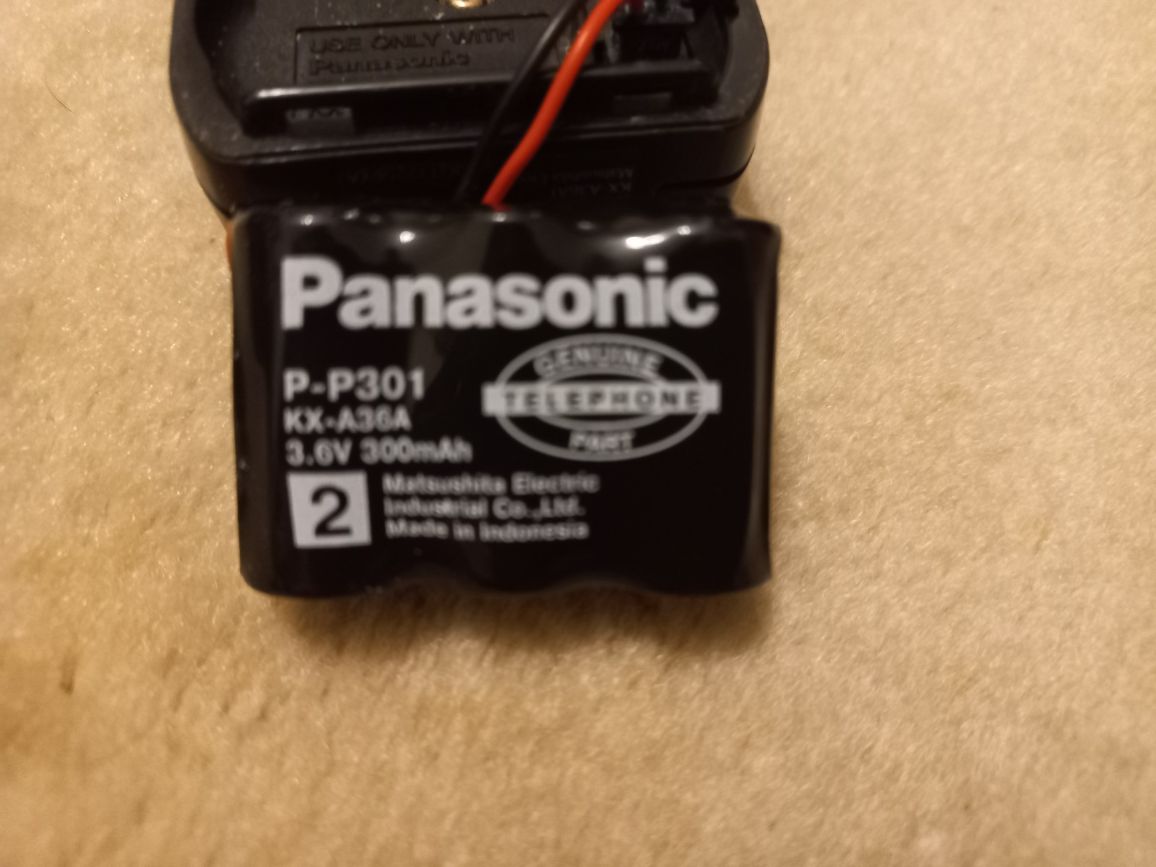 USE ONLY WITH
Panasonic
Panasonic
P-P301
KX-A36A
3.6V 300mAh
GENUINE
TELEPHONE
PART
2
Matsushita Electric
Industrial Co.,Ltd.
Made in Indonesia